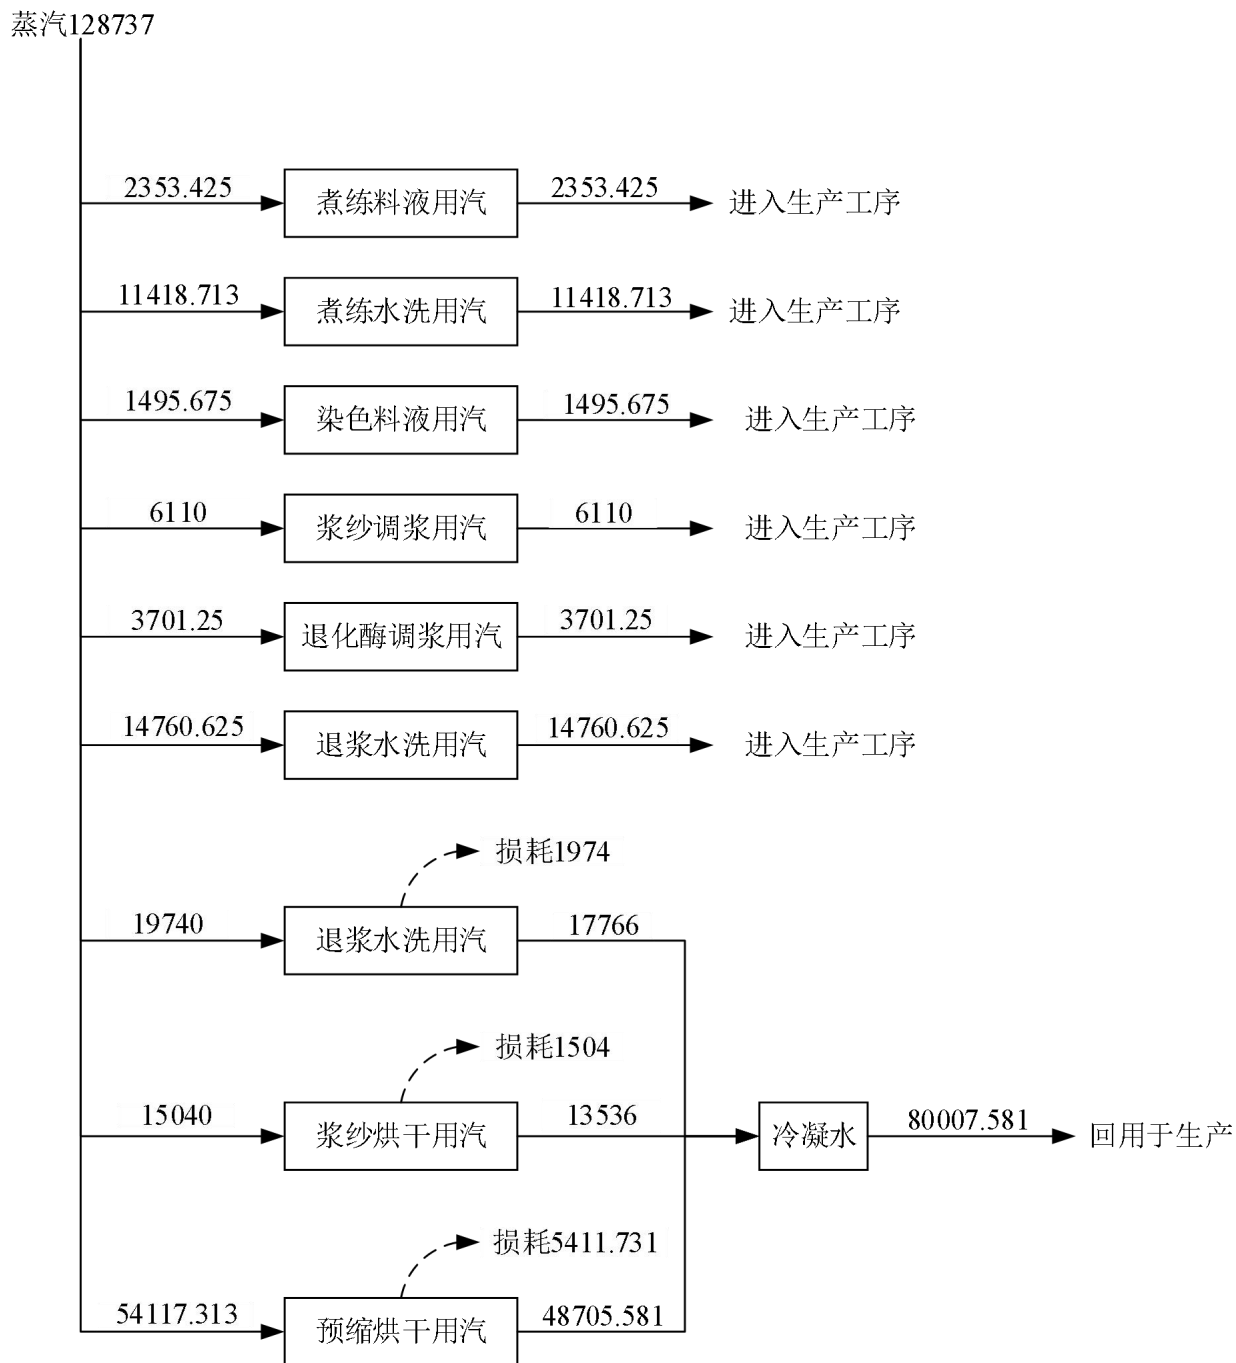 蒸汽128737
2353.425 煮练料液用汽 2353.425 进入生产工序
11418.713 煮练水洗用汽 11418.713 进入生产工序
1495.675 染色料液用汽 1495.675 进入生产工序
6110 浆纱调浆用汽 6110 进入生产工序
3701.25 退化酶调浆用汽 3701.25 进入生产工序
14760.625 退浆水洗用汽 14760.625 进入生产工序
损耗1974
19740 退浆水洗用汽 17766
损耗1504
15040 浆纱烘干用汽 13536 冷凝水 80007.581 回用于生产
损耗5411.731
54117.313 预缩烘干用汽 48705.581